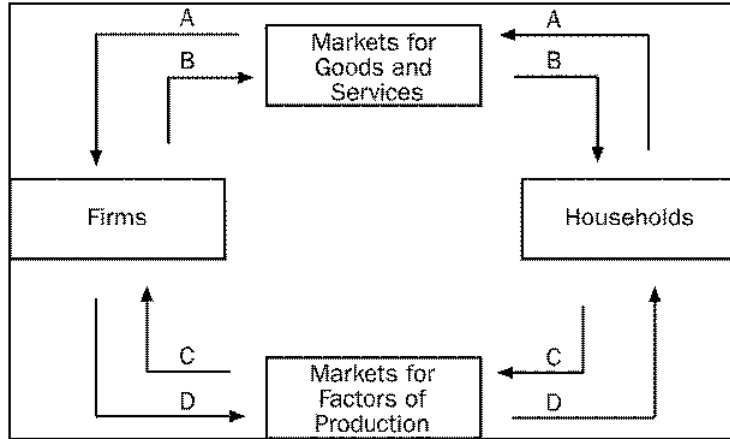 A
A
Markets for
Goods and
Services
B
B
Firms
Households
C
Markets for
Factors of
Production
C
D
D